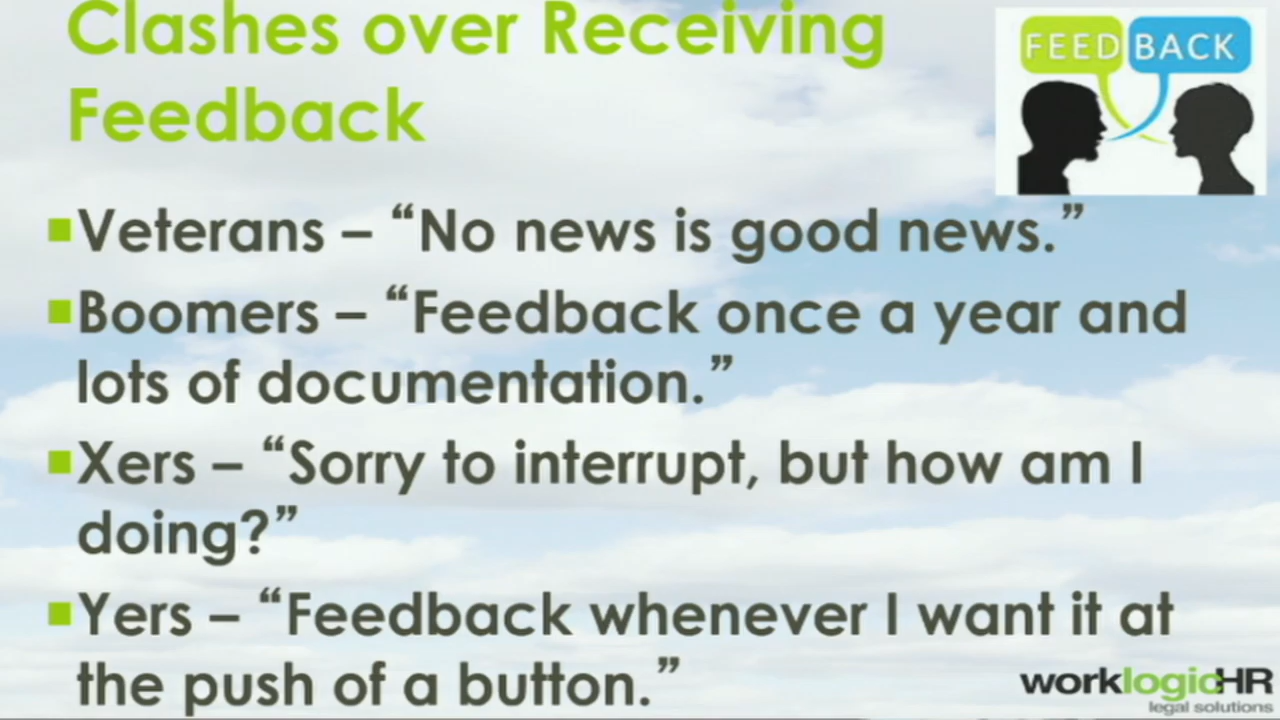 Clashes over Receiving
Feedback
FEED BACK
■Veterans – “No news is good news.”
■Boomers – “Feedback once a year and
lots of documentation.”
■Xers – “Sorry to interrupt, but how am I
doing?”
■Yers – “Feedback whenever I want it at
the push of a button.”
worklogicHR
legal solutions